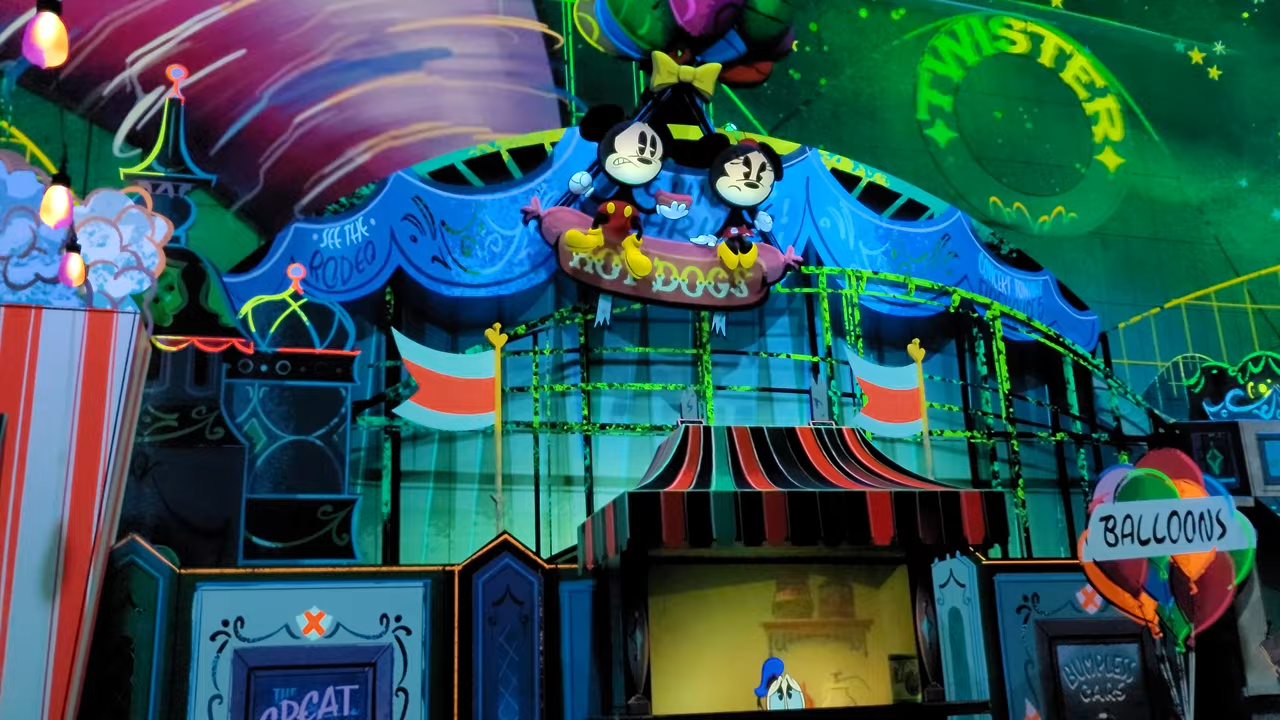 TWISTER
SEE THE
RODEO
HOT DOGS
BALLOONS
THE
GREAT
BUMPLESS
CARS